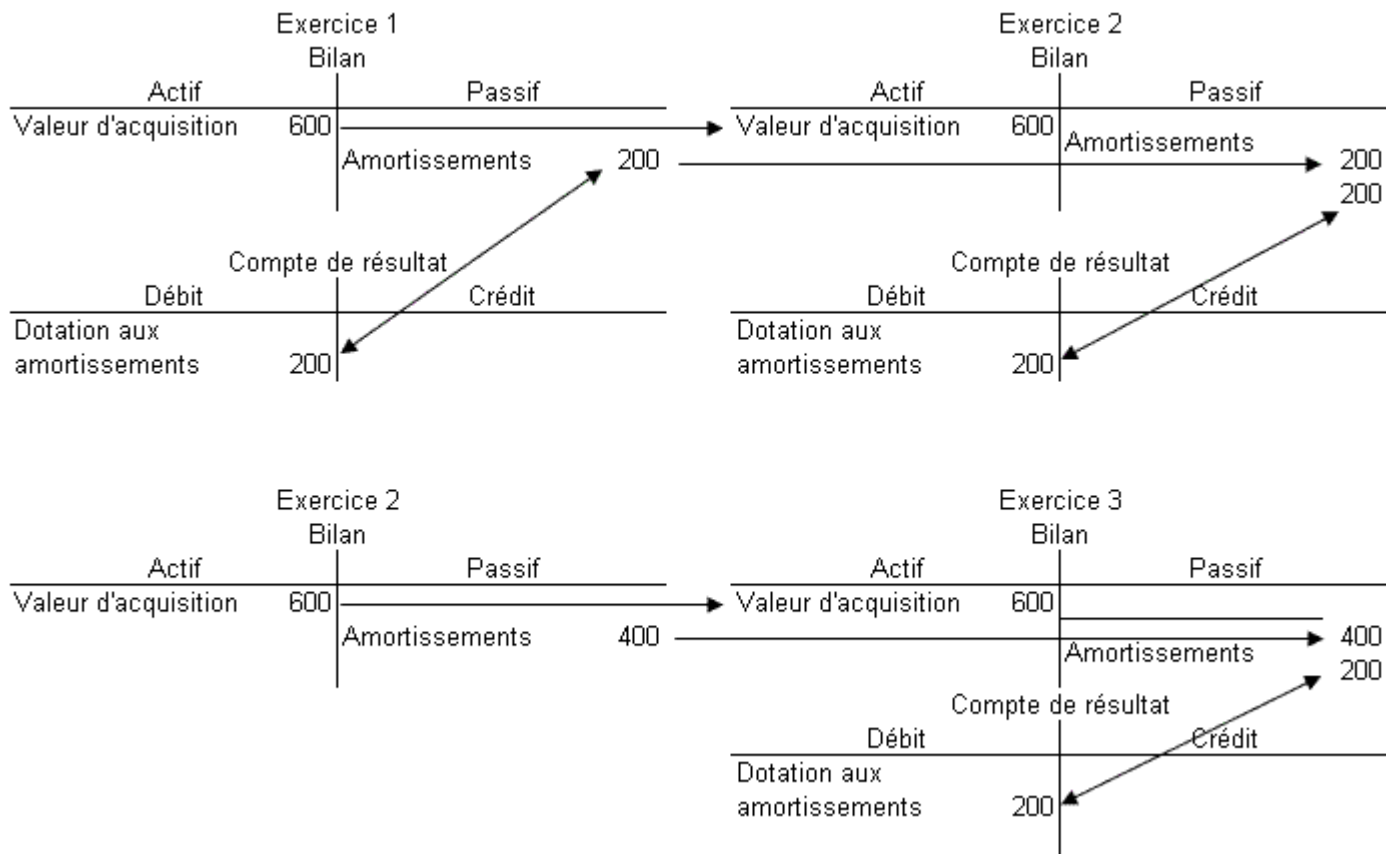 Exercice 1
Bilan
Actif Passif
Valeur d'acquisition 600
Amortissements 200
Compte de résultat
Débit Crédit
Dotation aux
amortissements 200
Exercice 2
Bilan
Actif Passif
Valeur d'acquisition 600
Amortissements 200
200
Compte de résultat
Débit Crédit
Dotation aux
amortissements 200
Exercice 2
Bilan
Actif Passif
Valeur d'acquisition 600
Amortissements 400
Exercice 3
Bilan
Actif Passif
Valeur d'acquisition 600
Amortissements 400
200
Compte de résultat
Débit Crédit
Dotation aux
amortissements 200